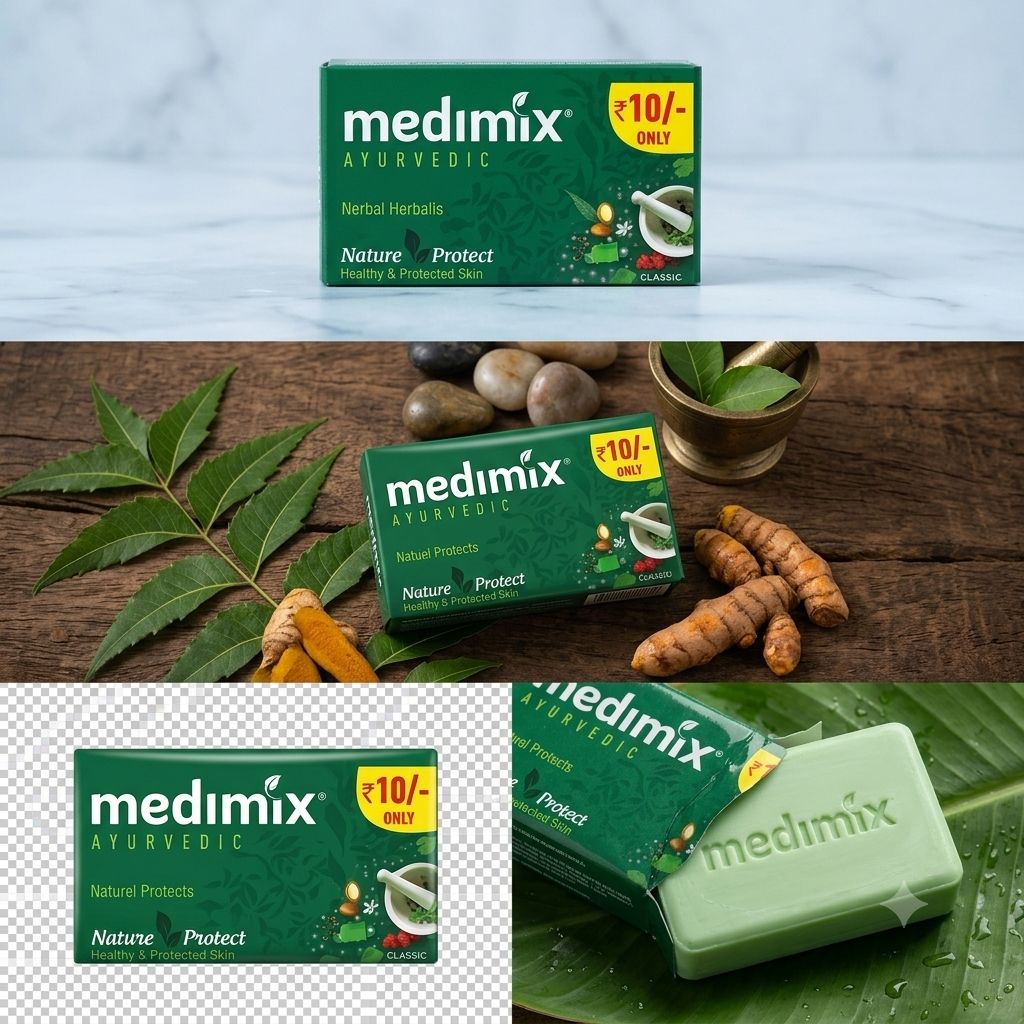 medimix®
AYURVEDIC
₹10/-
ONLY
Nerbal Herbalis
Nature Protect
Healthy & Protected Skin
CLASSIC
medimix®
AYURVEDIC
₹10/-
ONLY
Natuel Protects
Nature Protect
Healthy & Protected Skin
medimix®
AYURVEDIC
₹10/-
ONLY
Naturel Protects
Nature Protect
Healthy & Protected Skin
CLASSIC
medimix®
AYURVEDIC
Protects
Protect
Skin
medimix